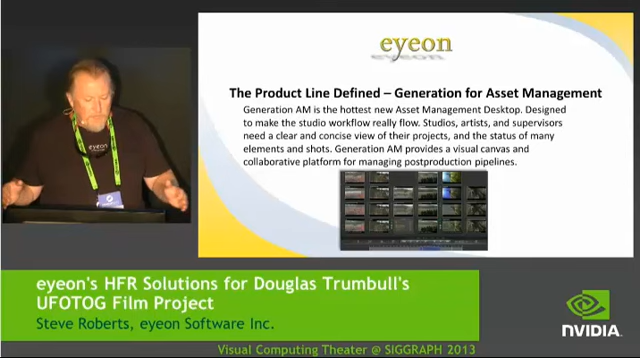 eyeon
The Product Line Defined – Generation for Asset Management
Generation AM is the hottest new Asset Management Desktop. Designed
to make the studio workflow really flow. Studios, artists, and supervisors
need a clear and concise view of their projects, and the status of many
elements and shots. Generation AM provides a visual canvas and
collaborative platform for managing postproduction pipelines.
eyeon
eyeon's HFR Solutions for Douglas Trumbull's
UFOTOG Film Project
Steve Roberts, eyeon Software Inc.
NVIDIA.
Visual Computing Theater @ SIGGRAPH 2013